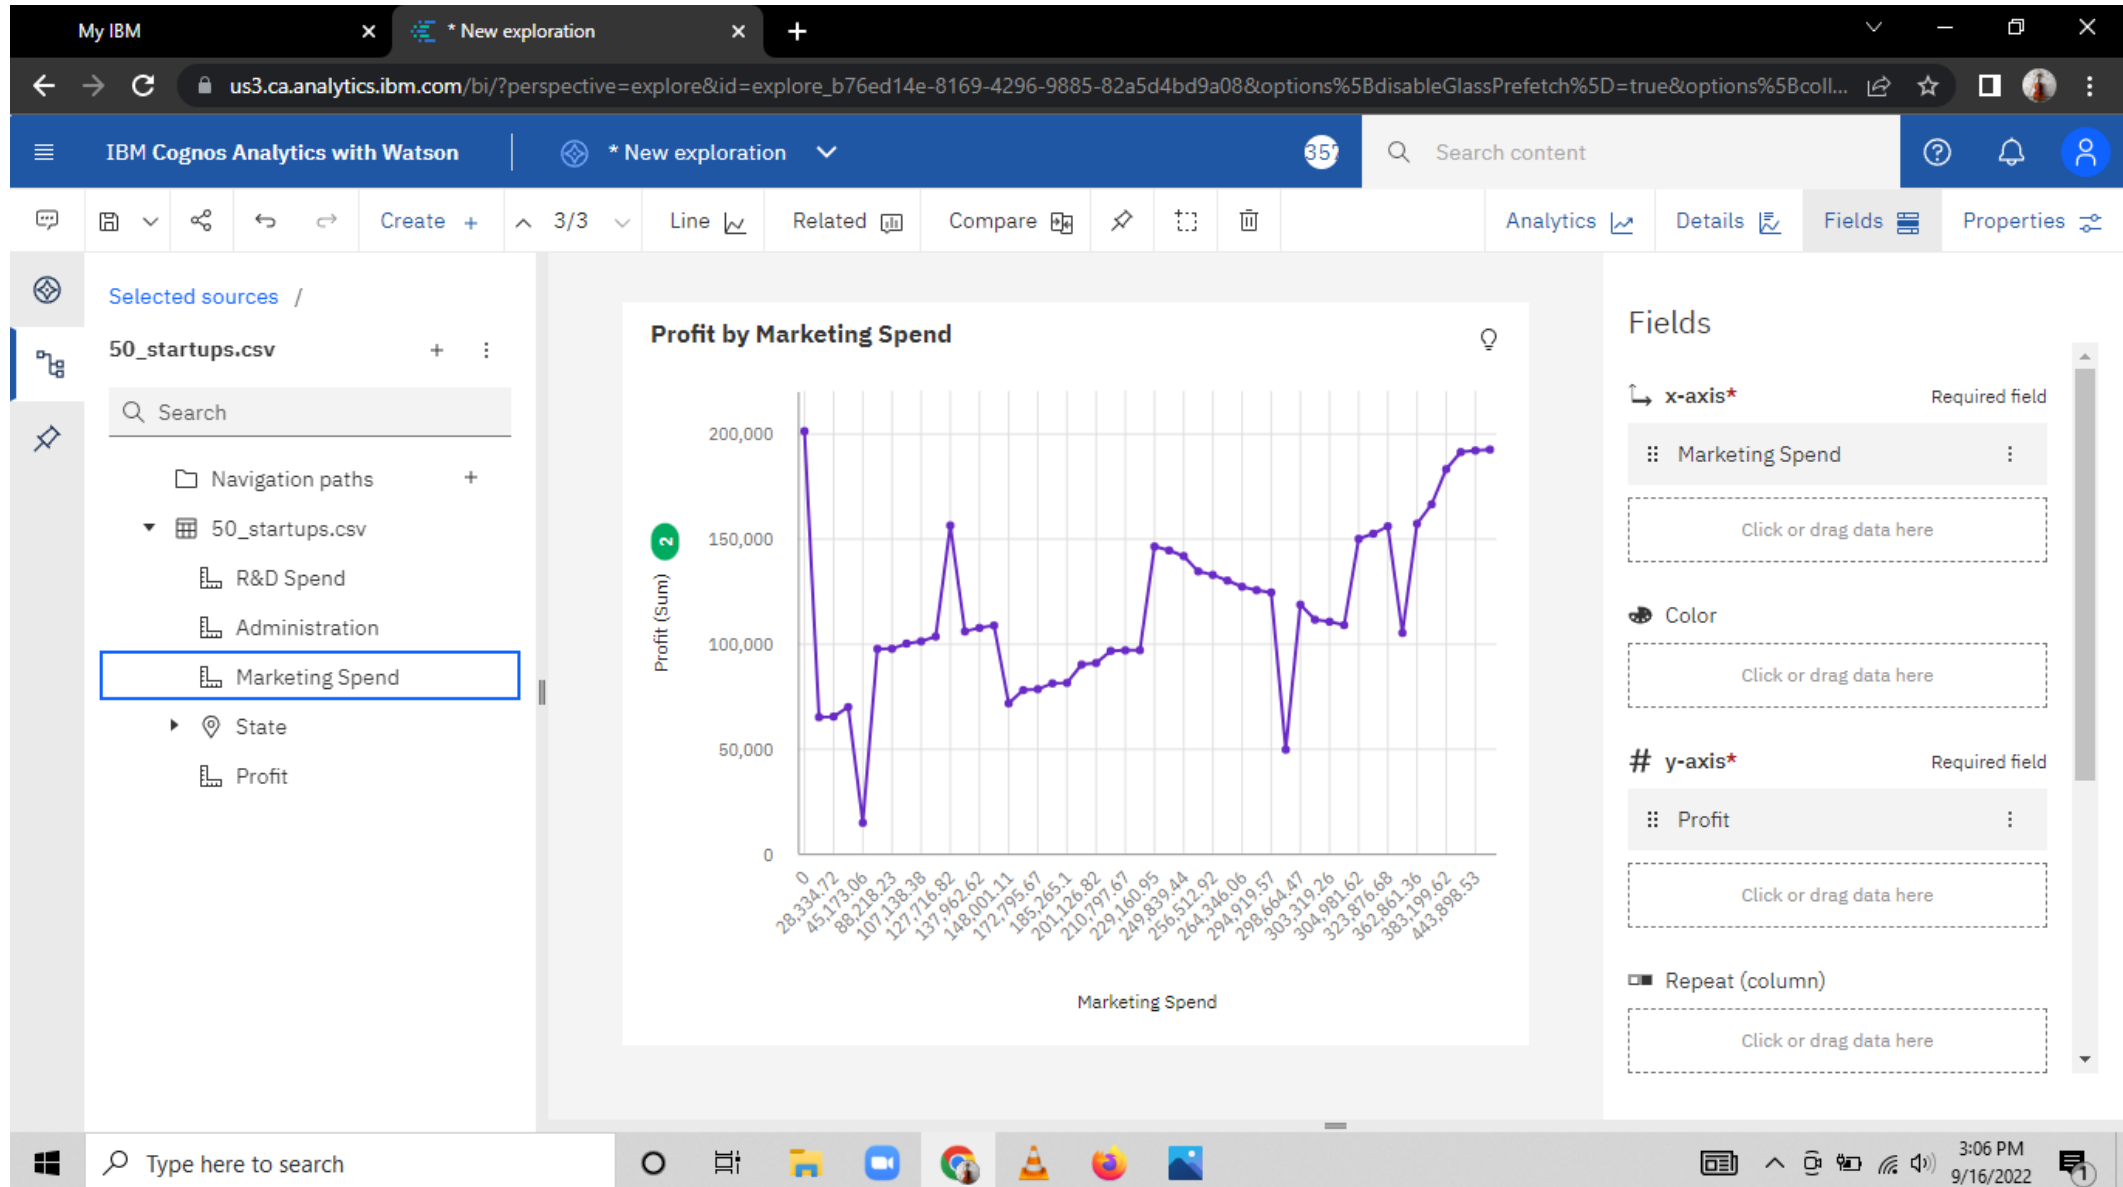 My IBM
* New exploration
us3.ca.analytics.ibm.com/bi/?perspective=explore&id=explore_b76ed14e-8169-4296-9885-82a5d4bd9a08&options%5BdisableGlassPrefetch%5D=true&options%5Bcoll...
IBM Cognos Analytics with Watson
* New exploration
357
Search content
Create +
3/3
Line
Related
Compare
Analytics
Details
Fields
Properties
Selected sources /
50_startups.csv
Search
Navigation paths
50_startups.csv
R&D Spend
Administration
Marketing Spend
State
Profit
Profit by Marketing Spend
2
Profit (Sum)
200,000
150,000
100,000
50,000
0
0
28,334.72
45,173.06
88,218.23
107,138.38
127,716.82
137,962.62
148,001.11
172,795.67
185,265.1
201,126.82
210,797.67
229,160.95
249,839.44
256,512.92
264,346.06
294,919.57
298,664.47
303,319.26
304,981.62
323,876.68
362,861.36
383,199.62
443,898.53
Marketing Spend
Fields
x-axis*
Required field
Marketing Spend
Click or drag data here
Color
Click or drag data here
# y-axis*
Required field
Profit
Click or drag data here
Repeat (column)
Click or drag data here
Type here to search
3:06 PM
9/16/2022
1